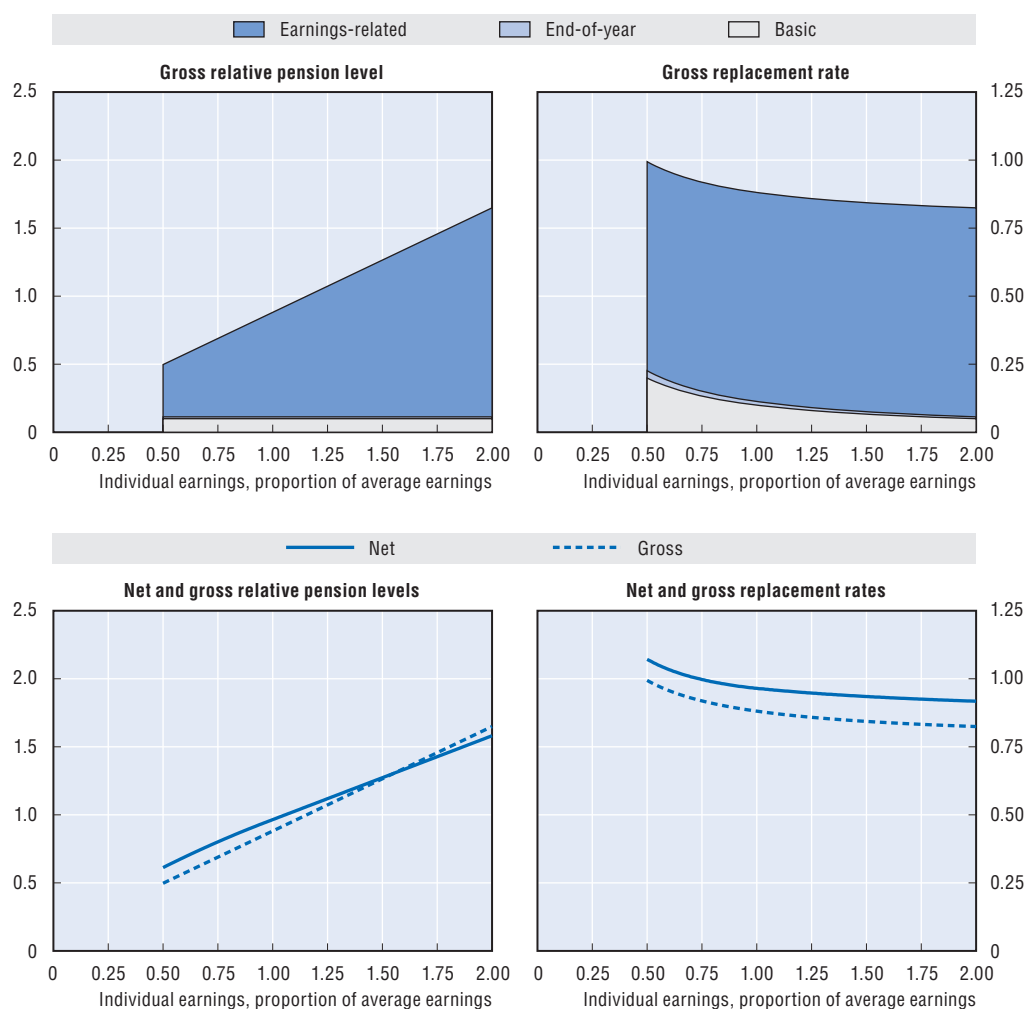 Earnings-related End-of-year Basic
Gross relative pension level
2.5
2.0
1.5
1.0
0.5
0
0 0.25 0.50 0.75 1.00 1.25 1.50 1.75 2.00
Individual earnings, proportion of average earnings
Gross replacement rate
1.25
1.00
0.75
0.50
0.25
0
0 0.25 0.50 0.75 1.00 1.25 1.50 1.75 2.00
Individual earnings, proportion of average earnings
Net Gross
Net and gross relative pension levels
2.5
2.0
1.5
1.0
0.5
0
0 0.25 0.50 0.75 1.00 1.25 1.50 1.75 2.00
Individual earnings, proportion of average earnings
Net and gross replacement rates
1.25
1.00
0.75
0.50
0.25
0
0 0.25 0.50 0.75 1.00 1.25 1.50 1.75 2.00
Individual earnings, proportion of average earnings